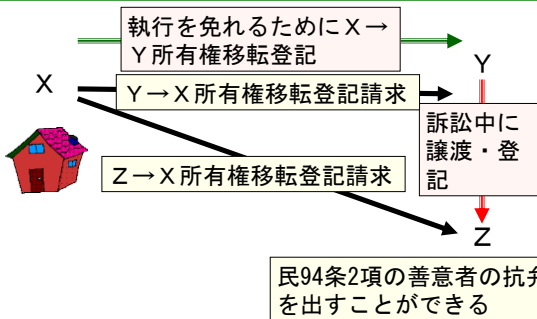 執行を免れるためにＸ→
Ｙ所有権移転登記
Ｘ
Ｙ
Ｙ→Ｘ所有権移転登記請求
訴訟中に
譲渡・登
記
Ｚ→Ｘ所有権移転登記請求
Ｚ
民94条2項の善意者の抗弁
を出すことができる